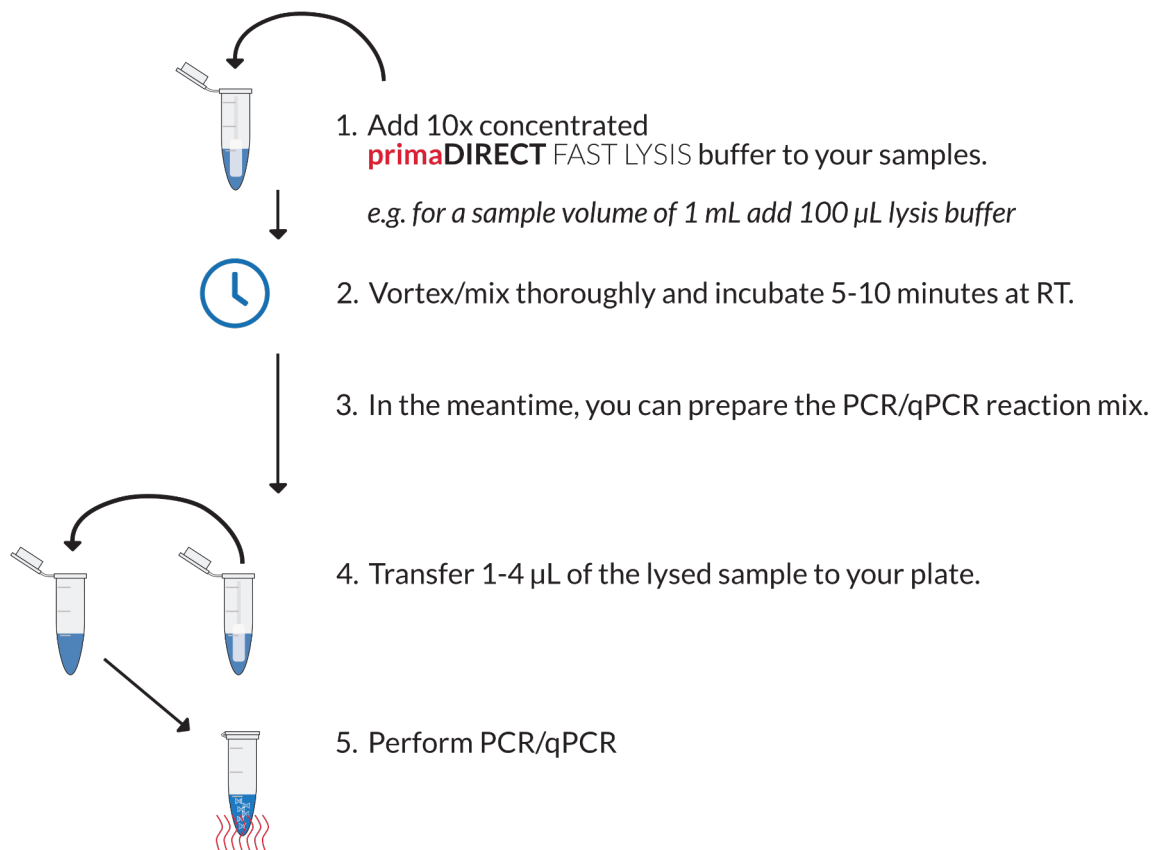 1. Add 10x concentrated
primaDIRECT FAST LYSIS buffer to your samples.
e.g. for a sample volume of 1 mL add 100 µL lysis buffer
2. Vortex/mix thoroughly and incubate 5-10 minutes at RT.
3. In the meantime, you can prepare the PCR/qPCR reaction mix.
4. Transfer 1-4 µL of the lysed sample to your plate.
5. Perform PCR/qPCR